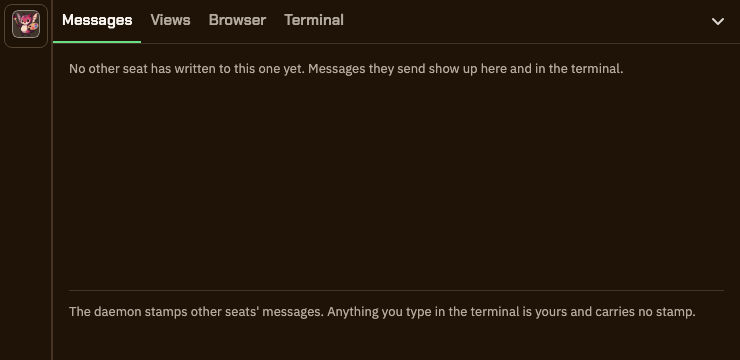 Messages Views Browser Terminal
No other seat has written to this one yet. Messages they send show up here and in the terminal.
The daemon stamps other seats' messages. Anything you type in the terminal is yours and carries no stamp.